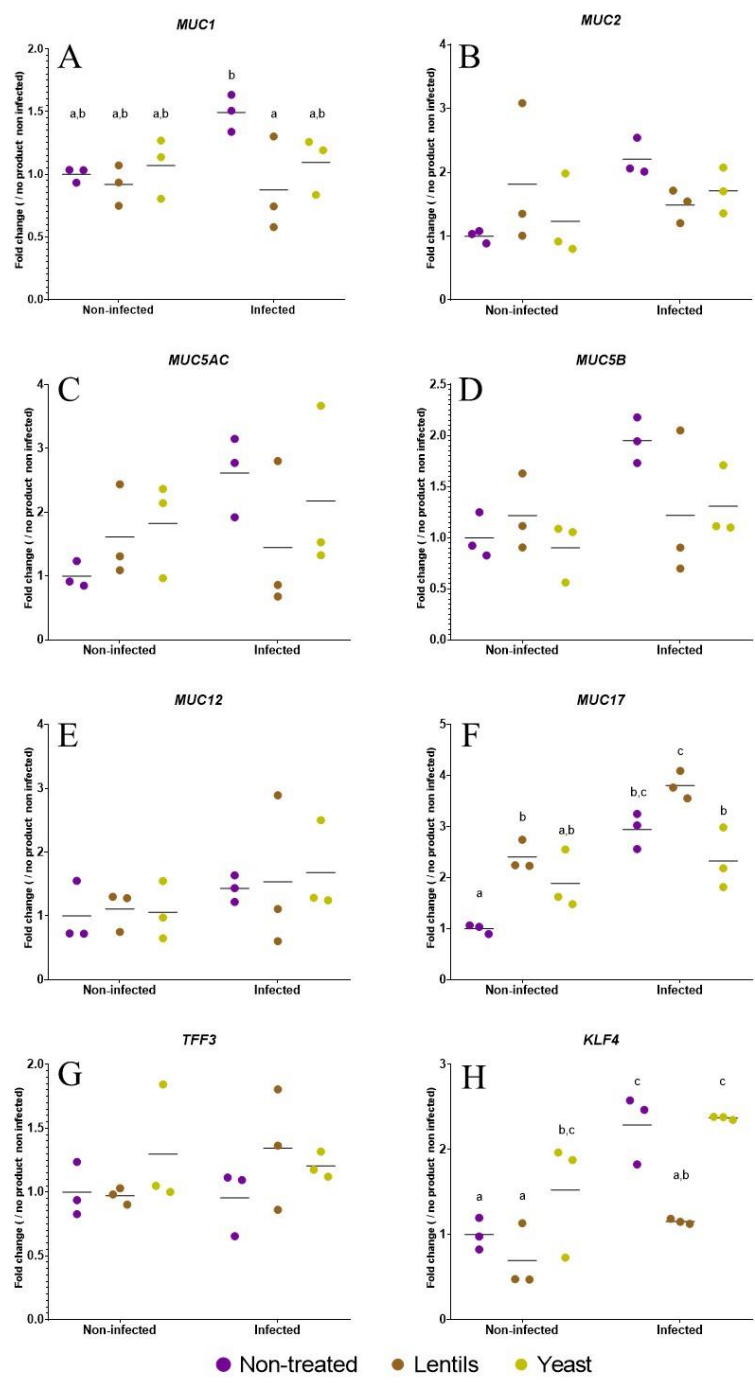 MUC1
A
Fold change ( / no product non infected)
2.0
1.5
1.0
0.5
0.0
a,b
a,b
a,b
b
a
a,b
Non-infected
Infected
MUC2
B
Fold change ( / no product non infected)
4
3
2
1
0
Non-infected
Infected
MUC5AC
C
Fold change ( / no product non infected)
4
3
2
1
0
Non-infected
Infected
MUC5B
D
Fold change ( / no product non infected)
2.5
2.0
1.5
1.0
0.5
0.0
Non-infected
Infected
MUC12
E
Fold change ( / no product non infected)
4
3
2
1
0
Non-infected
Infected
MUC17
F
Fold change ( / no product non infected)
5
4
3
2
1
0
a
b
a,b
b,c
c
b
Non-infected
Infected
TFF3
G
Fold change ( / no product non infected)
2.0
1.5
1.0
0.5
0.0
Non-infected
Infected
KLF4
H
Fold change ( / no product non infected)
3
2
1
0
a
a
b,c
c
a,b
c
Non-infected
Infected
Non-treated
Lentils
Yeast